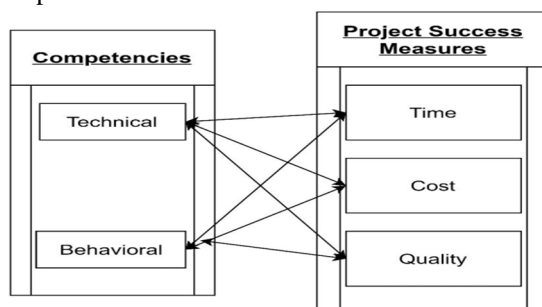 Competencies
Technical
Behavioral
Project Success
Measures
Time
Cost
Quality